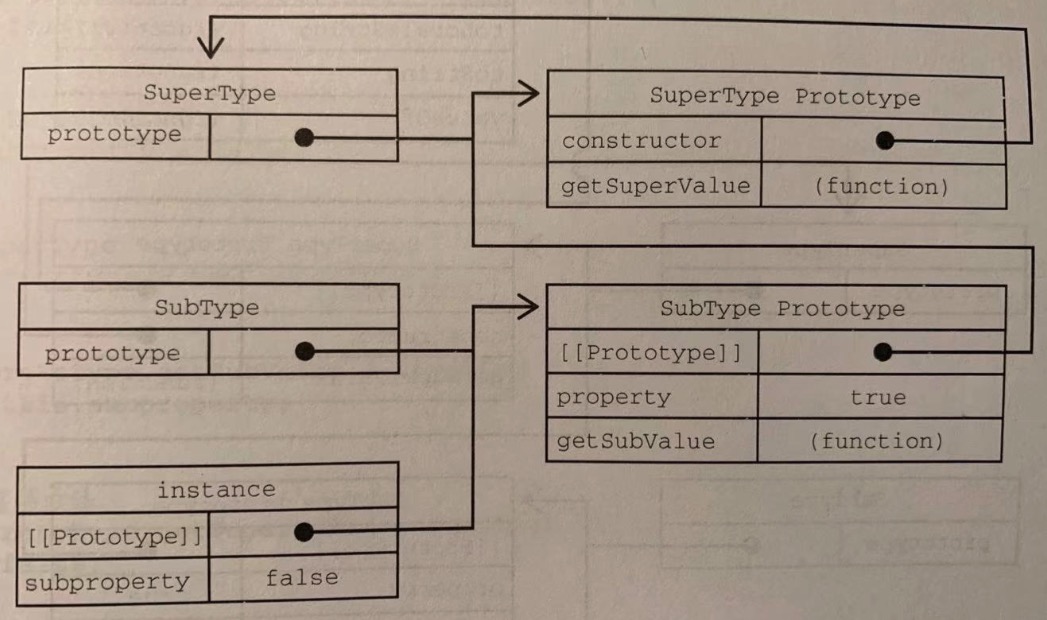 SuperType
prototype
SuperType Prototype
constructor
getSuperValue (function)
SubType
prototype
SubType Prototype
[[Prototype]]
property true
getSubValue (function)
instance
[[Prototype]]
subproperty false